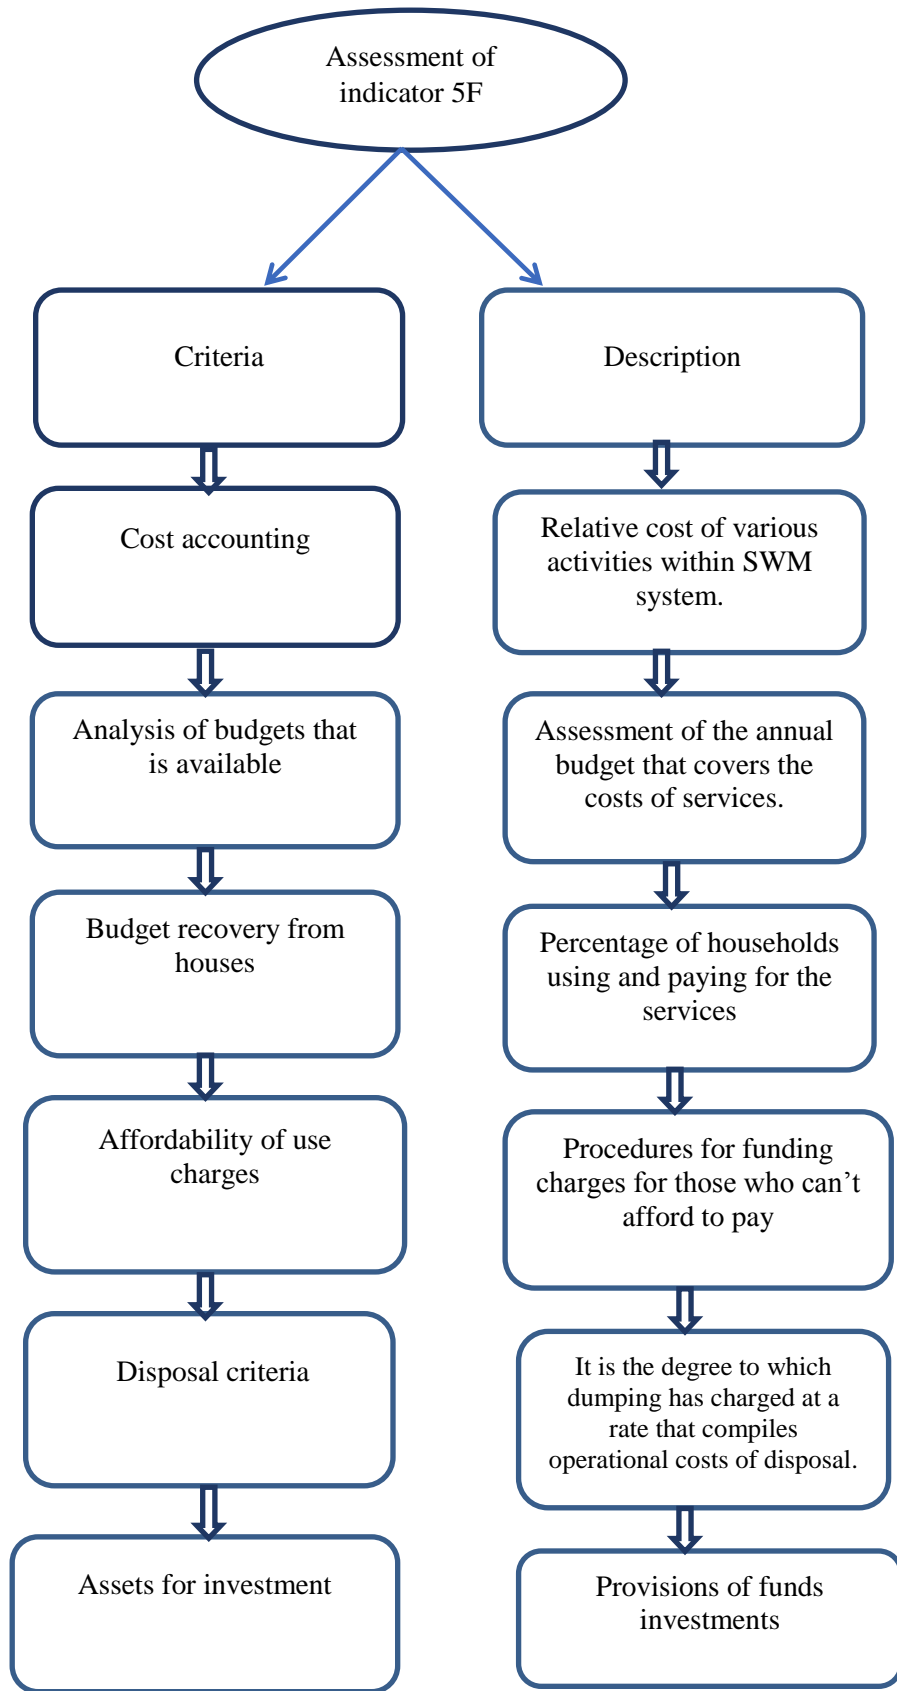 Assessment of
indicator 5F
Criteria
Description
Cost accounting
Relative cost of various
activities within SWM
system.
Analysis of budgets that
is available
Assessment of the annual
budget that covers the
costs of services.
Budget recovery from
houses
Percentage of households
using and paying for the
services
Affordability of use
charges
Procedures for funding
charges for those who can’t
afford to pay
Disposal criteria
It is the degree to which
dumping has charged at a
rate that compiles
operational costs of disposal.
Assets for investment
Provisions of funds
investments